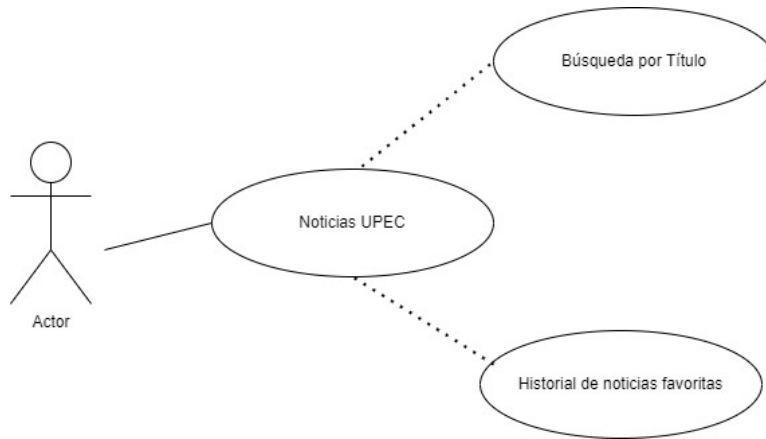 Búsqueda por Título
Noticias UPEC
Actor
Historial de noticias favoritas